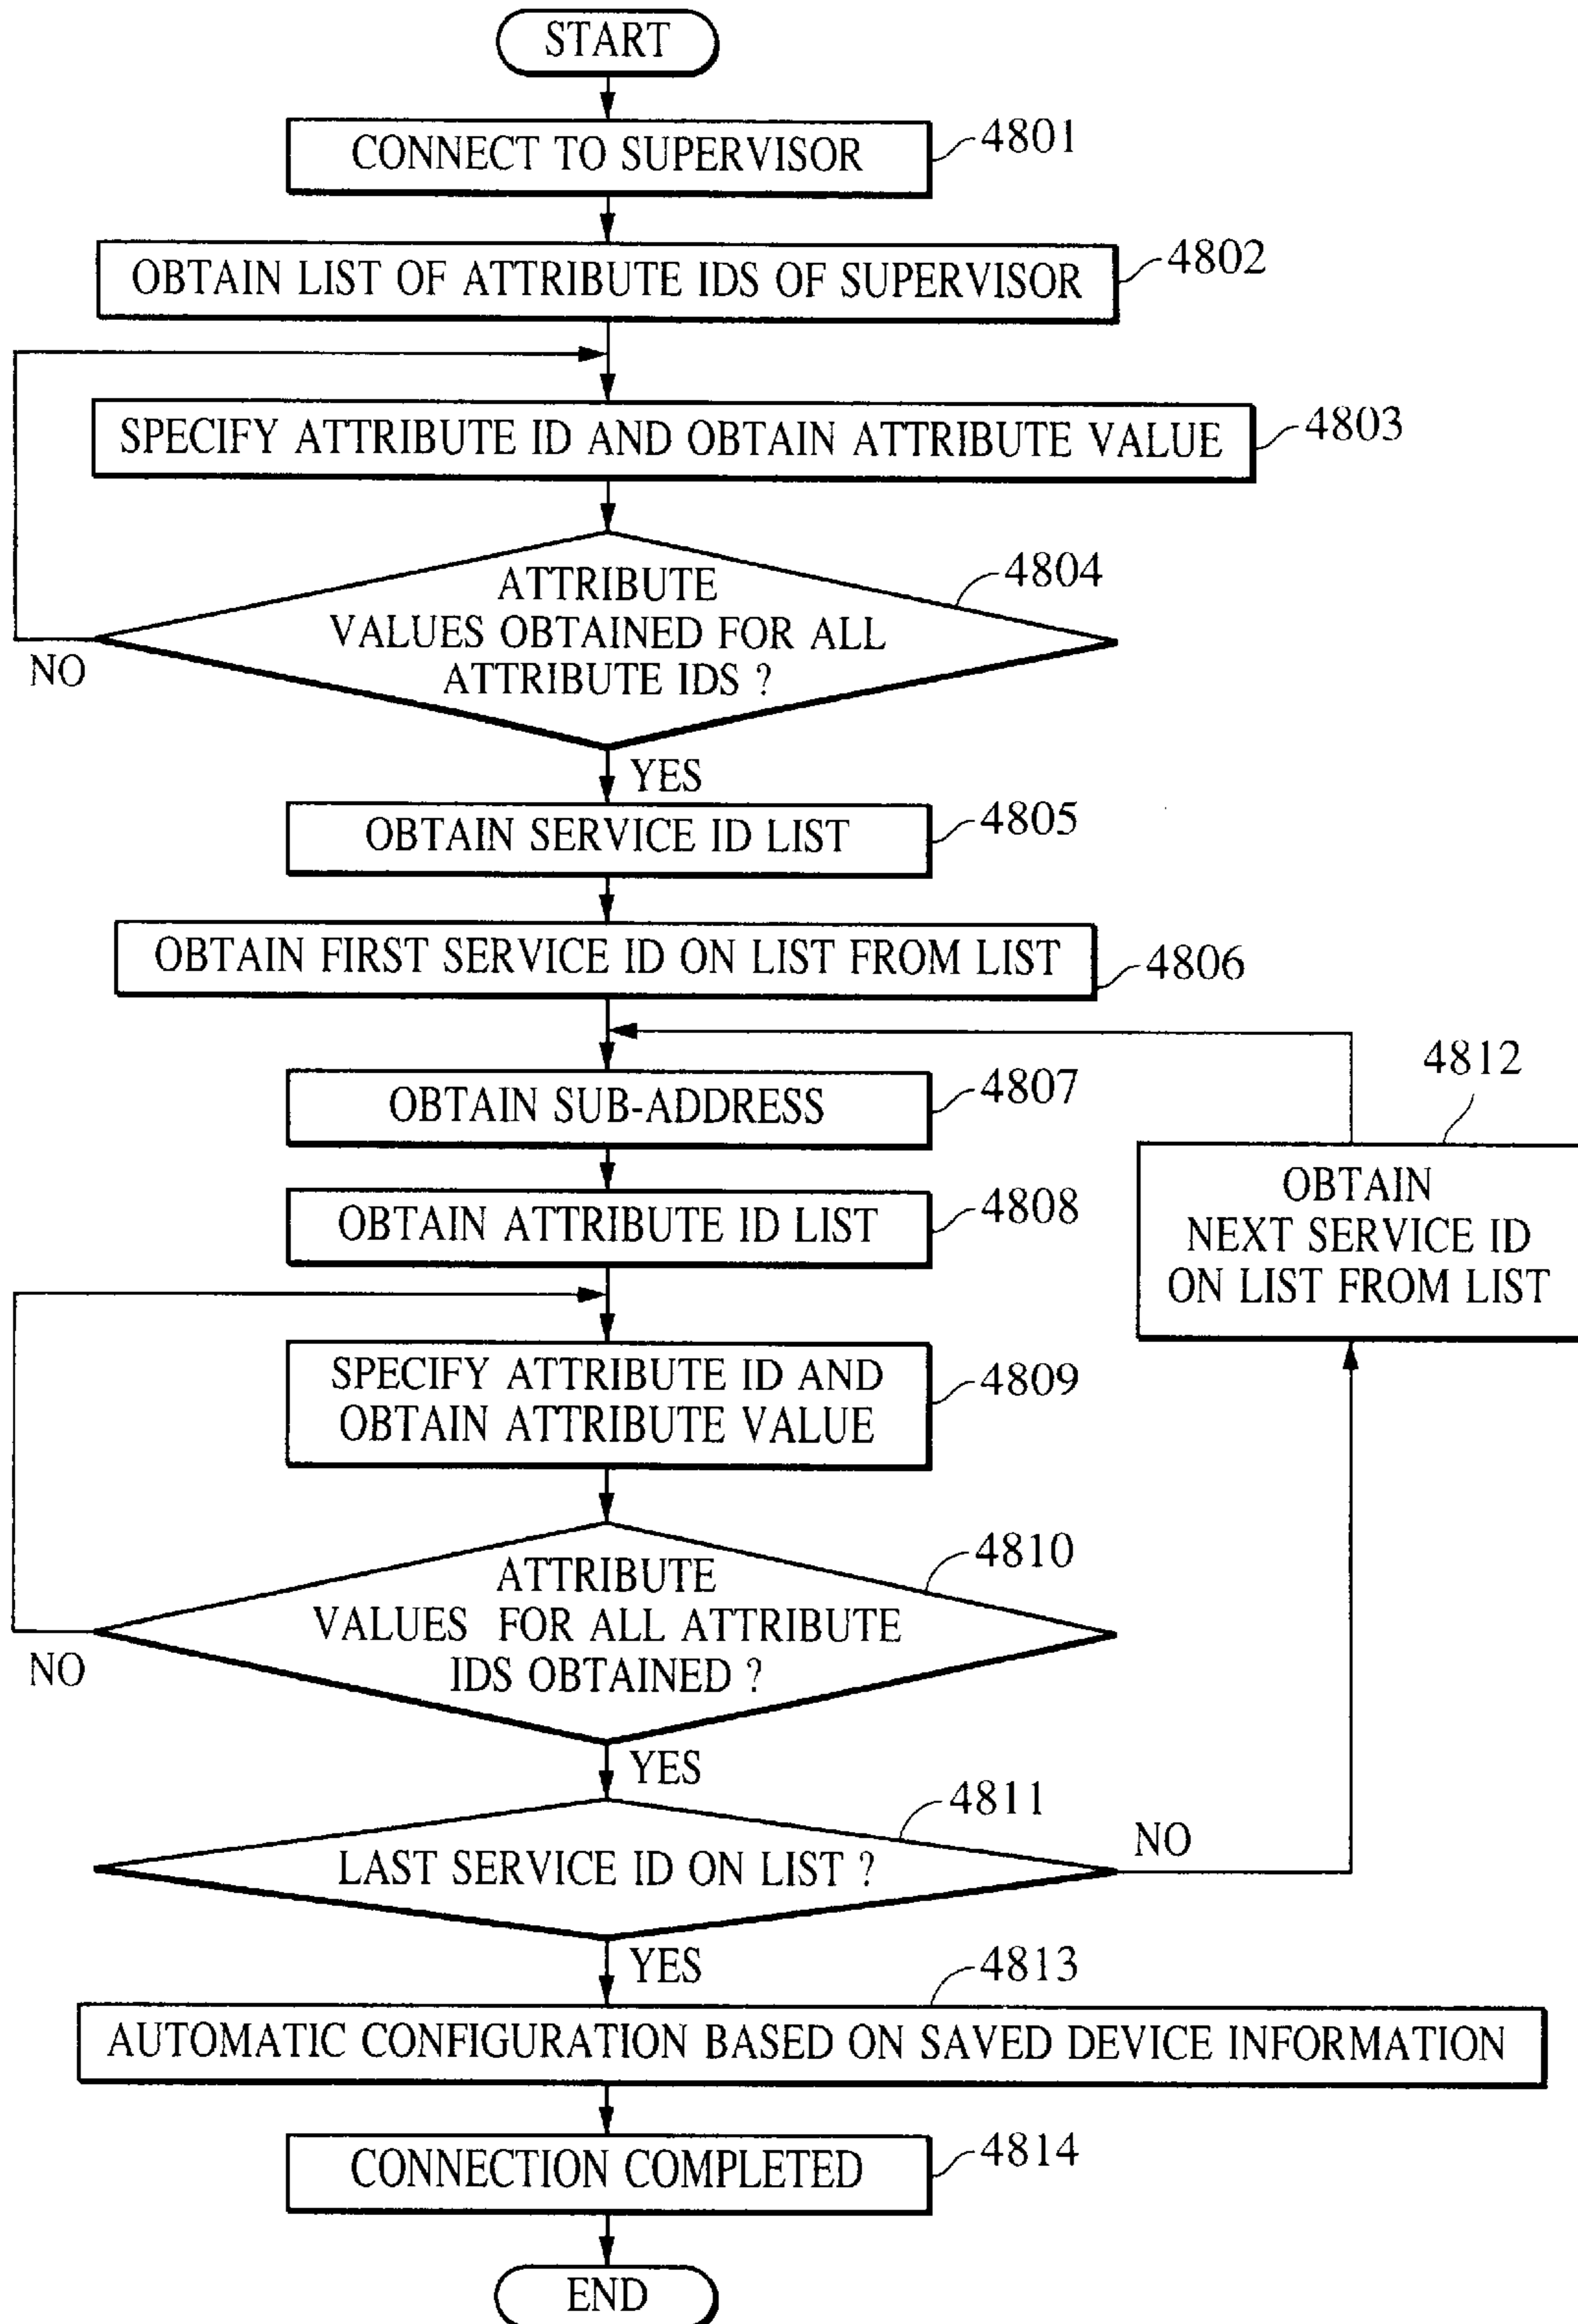 START
CONNECT TO SUPERVISOR
4801
OBTAIN LIST OF ATTRIBUTE IDS OF SUPERVISOR
4802
SPECIFY ATTRIBUTE ID AND OBTAIN ATTRIBUTE VALUE
4803
ATTRIBUTE
VALUES OBTAINED FOR ALL
ATTRIBUTE IDS ?
4804
NO
YES
OBTAIN SERVICE ID LIST
4805
OBTAIN FIRST SERVICE ID ON LIST FROM LIST
4806
OBTAIN SUB-ADDRESS
4807
4812
OBTAIN
NEXT SERVICE ID
ON LIST FROM LIST
OBTAIN ATTRIBUTE ID LIST
4808
SPECIFY ATTRIBUTE ID AND
OBTAIN ATTRIBUTE VALUE
4809
ATTRIBUTE
VALUES FOR ALL ATTRIBUTE
IDS OBTAINED ?
4810
NO
YES
LAST SERVICE ID ON LIST ?
4811
NO
YES
4813
AUTOMATIC CONFIGURATION BASED ON SAVED DEVICE INFORMATION
CONNECTION COMPLETED
4814
END